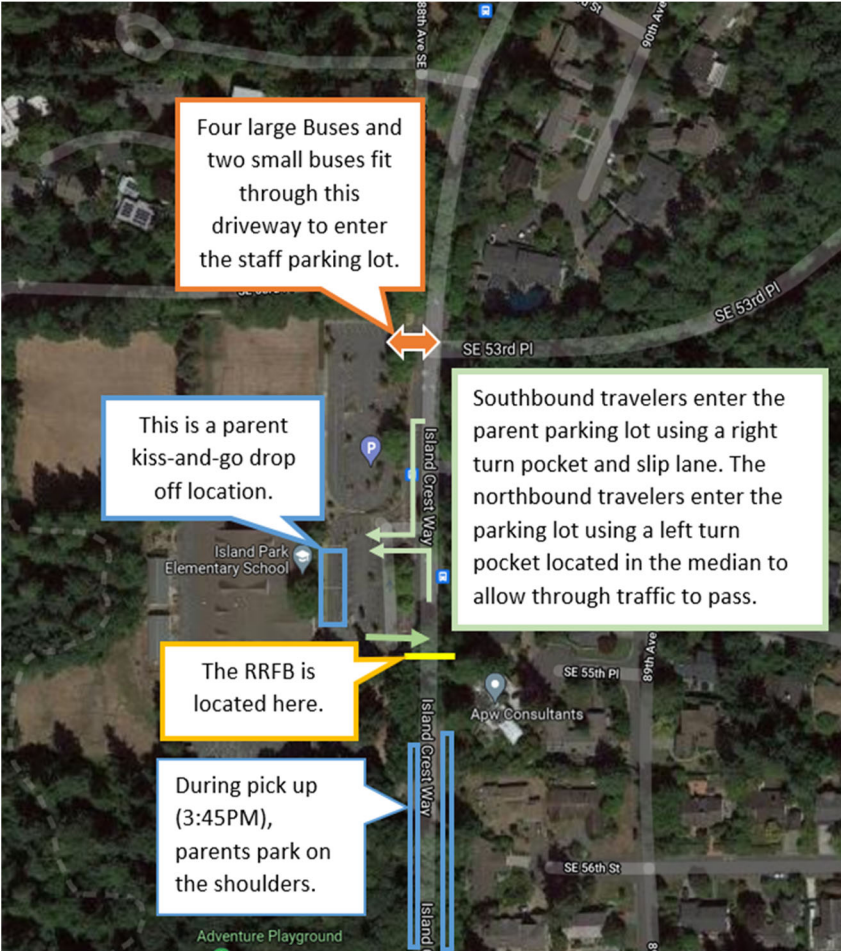 88th Ave SE
90th Ave
Four large Buses and
two small buses fit
through this
driveway to enter
the staff parking lot.
SE 53rd Pl
SE 53rd Pl
This is a parent
kiss-and-go drop
off location.
Southbound travelers enter the
parent parking lot using a right
turn pocket and slip lane. The
northbound travelers enter the
parking lot using a left turn
pocket located in the median to
allow through traffic to pass.
Island Crest Way
P
Island Park
Elementary School
The RRFB is
located here.
SE 55th Pl
89th Ave
Apw Consultants
Island Crest Way
During pick up
(3:45PM),
parents park on
the shoulders.
SE 56th St
Island
Adventure Playground